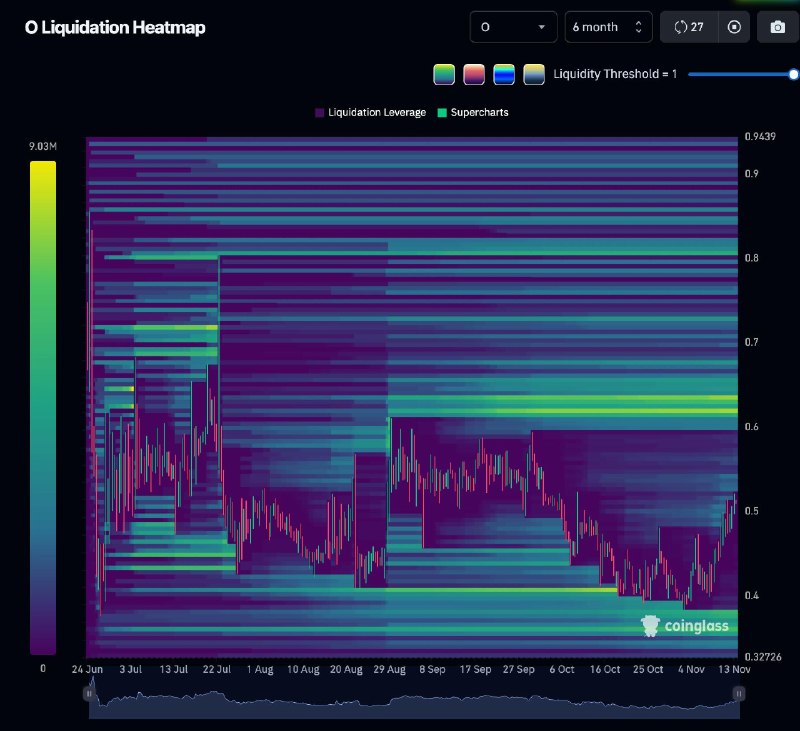 O Liquidation Heatmap
O
6 month
27
Liquidity Threshold = 1
Liquidation Leverage
Supercharts
9.03M
0
0.9439
0.9
0.8
0.7
0.6
0.5
0.4
0.32726
coinglass
24 Jun 3 Jul 13 Jul 22 Jul 1 Aug 10 Aug 20 Aug 29 Aug 8 Sep 17 Sep 27 Sep 6 Oct 16 Oct 25 Oct 4 Nov 13 Nov